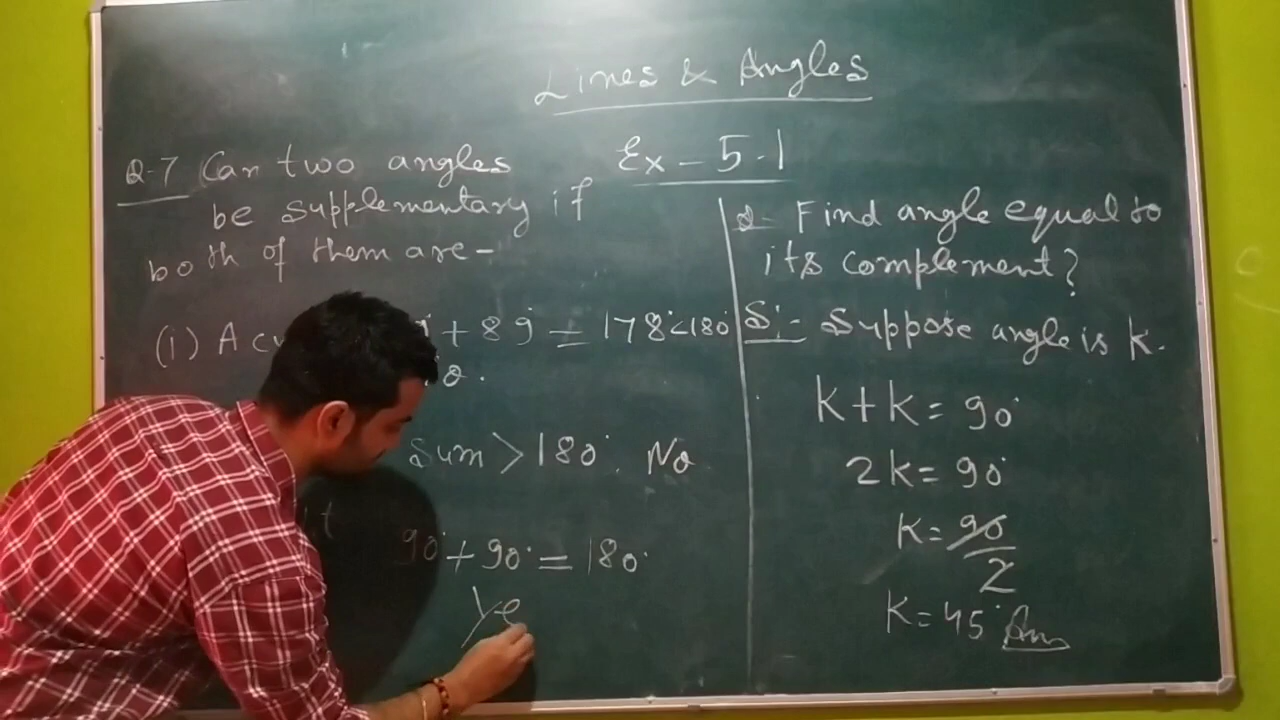 Lines & Angles
Ex - 5.1
Q-7 Can two angles
be supplementary if
both of them are -
(i) Acu + 89° = 178° < 180°
Sum > 180°. No
90° + 90° = 180°
Ye
Q- Find angle equal to
its complement?
S:- Suppose angle is K.
K + K = 90°
2K = 90°
K = 90/2
K = 45° Ans